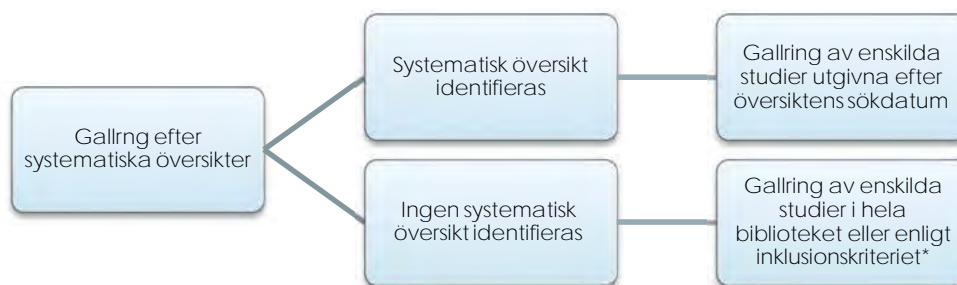 Gallrng efter
systematiska översikter
Systematisk översikt
identifieras
Gallring av enskilda
studier utgivna efter
översiktens sökdatum
Ingen systematisk
översikt identifieras
Gallring av enskilda
studier i hela
biblioteket eller enligt
inklusionskriteriet*